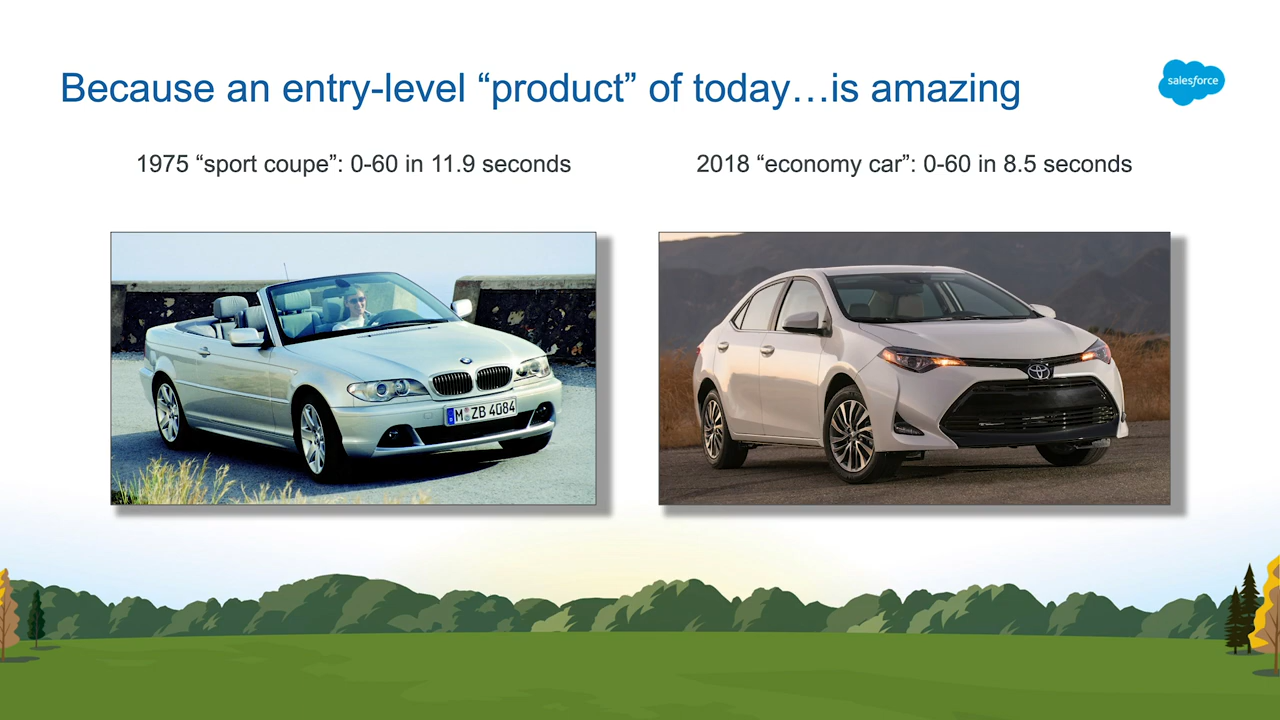 Because an entry-level “product” of today…is amazing
salesforce
1975 “sport coupe”: 0-60 in 11.9 seconds
2018 “economy car”: 0-60 in 8.5 seconds
M ZB 4084